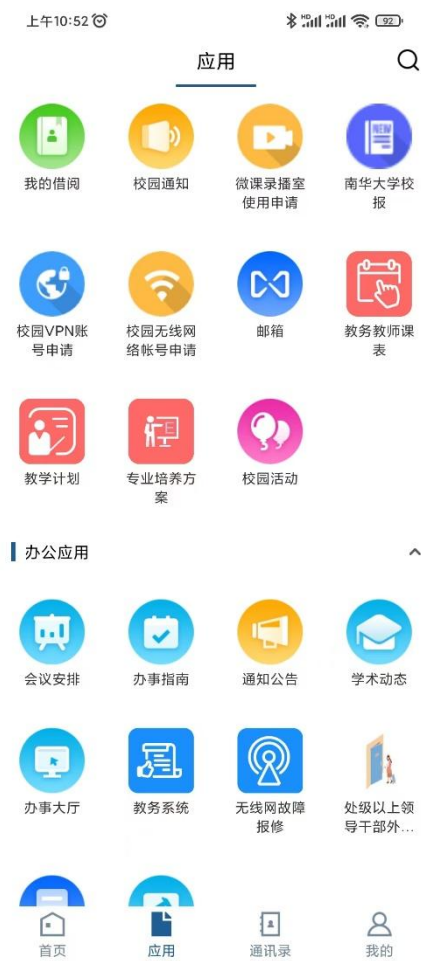 上午10:52
HD HD 92
应用
NEW
我的借阅
校园通知
微课录播室
使用申请
南华大学校
报
校园VPN账
号申请
校园无线网
络帐号申请
邮箱
教务教师课
表
教学计划
专业培养方
案
校园活动
办公应用
会议安排
办事指南
通知公告
学术动态
办事大厅
教务系统
无线网故障
报修
处级以上领
导干部外...
首页
应用
通讯录
我的